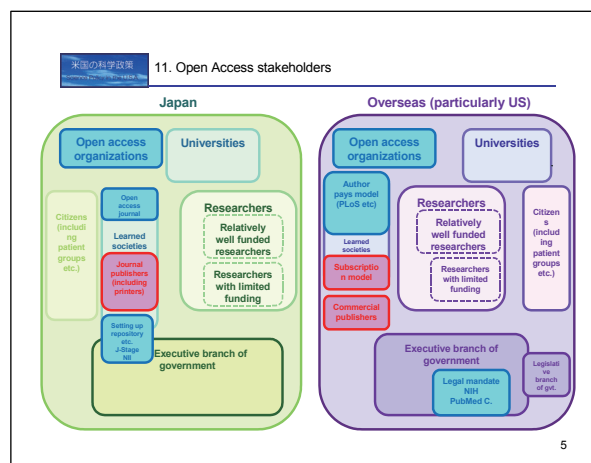 米国の科学政策
11. Open Access stakeholders
Japan
Open access
organizations
Universities
Citizens
(includi
ng
patient
groups
etc.)
Open
access
journal
Learned
societies
Journal
publishers
(including
printers)
Setting up
repository
etc.
J-Stage
NII
Researchers
Relatively
well funded
researchers
Researchers
with limited
funding
Executive branch of
government
Overseas (particularly US)
Open access
organizations
Universities
Author
pays model
(PLoS etc)
Learned
societies
Subscriptio
n model
Commercial
publishers
Researchers
Relatively
well funded
researchers
Researchers
with limited
funding
Citizen
s
(includ
ing
patient
groups
etc.)
Executive branch of
government
Legal mandate
NIH
PubMed C.
Legislati
ve
branch
of gvt.
5